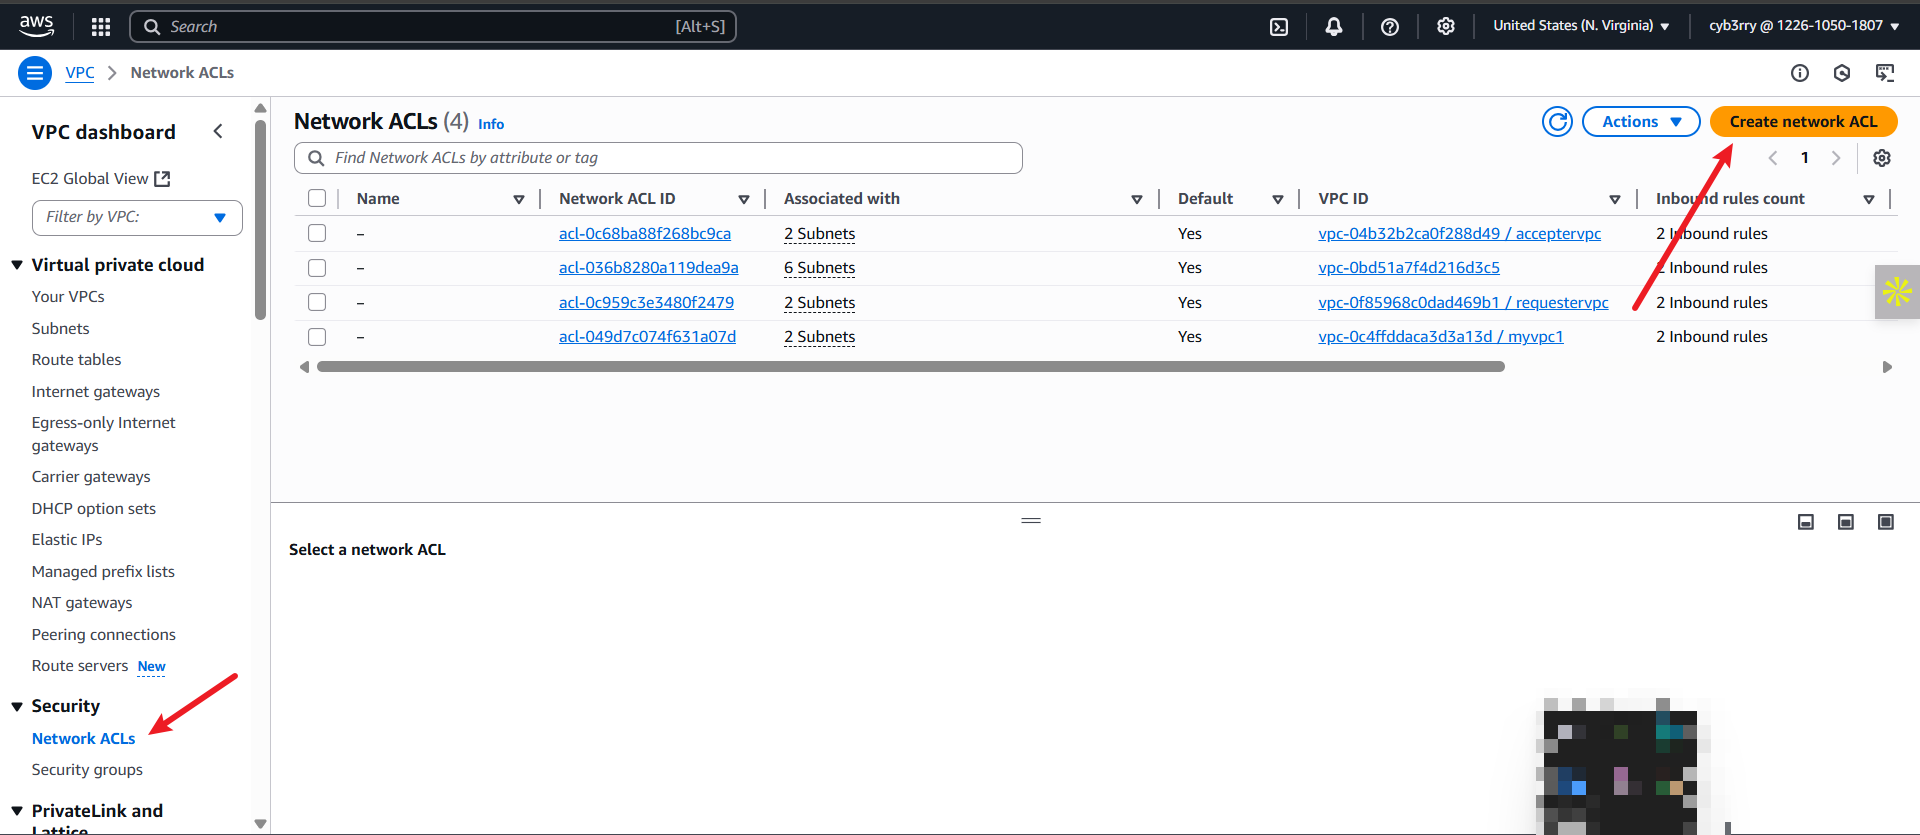 aws
Search [Alt+S]
United States (N. Virginia)
cyb3rry @ 1226-1050-1807
VPC Network ACLs
VPC dashboard
EC2 Global View
Filter by VPC:
Virtual private cloud
Your VPCs
Subnets
Route tables
Internet gateways
Egress-only Internet
gateways
Carrier gateways
DHCP option sets
Elastic IPs
Managed prefix lists
NAT gateways
Peering connections
Route servers New
Security
Network ACLs
Security groups
PrivateLink and
Lattice
Network ACLs (4) Info
Actions
Create network ACL
Find Network ACLs by attribute or tag
1
Name Network ACL ID Associated with Default VPC ID Inbound rules count
– acl-0c68ba88f268bc9ca 2 Subnets Yes vpc-04b32b2ca0f288d49 / acceptervpc 2 Inbound rules
– acl-036b8280a119dea9a 6 Subnets Yes vpc-0bd51a7f4d216d3c5 2 Inbound rules
– acl-0c959c3e3480f2479 2 Subnets Yes vpc-0f85968c0dad469b1 / requestervpc 2 Inbound rules
– acl-049d7c074f631a07d 2 Subnets Yes vpc-0c4ffddaca3d3a13d / myvpc1 2 Inbound rules
Select a network ACL